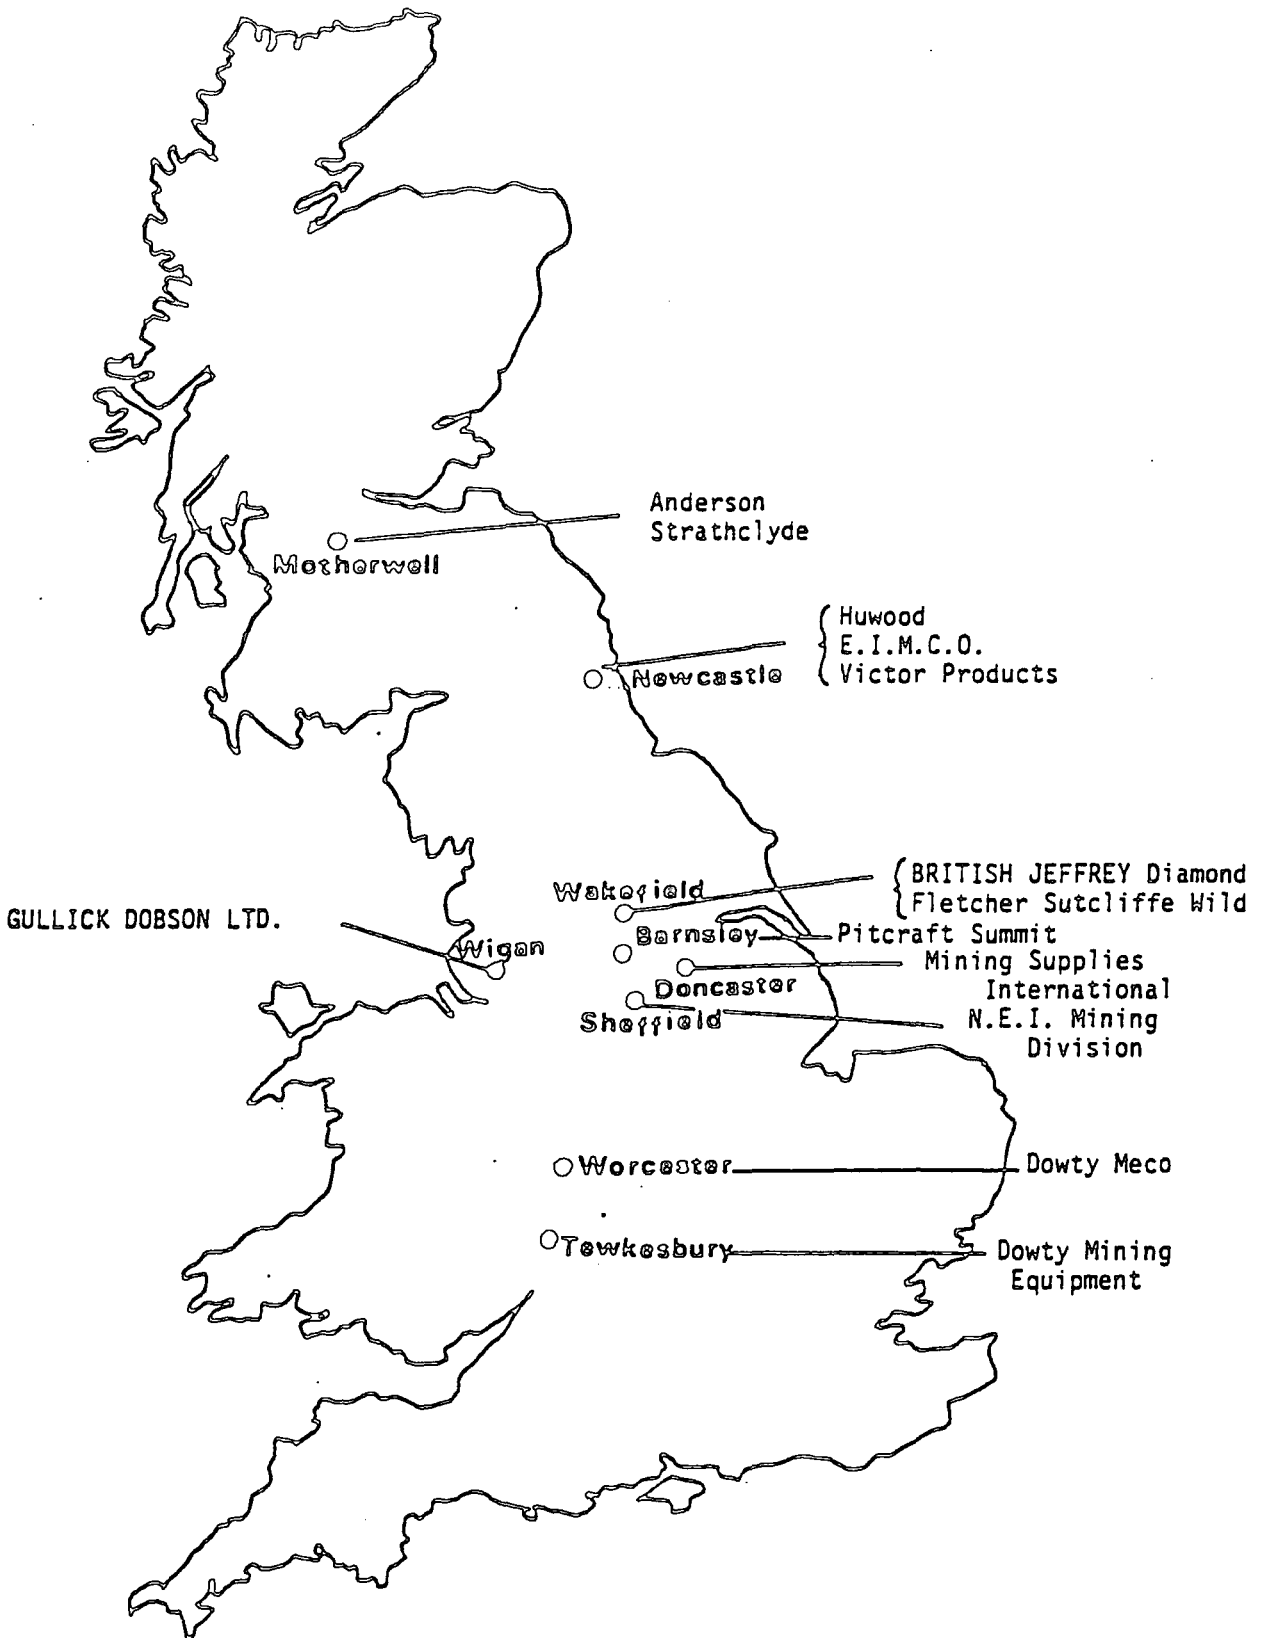 Anderson
Strathclyde
Motherwell
Huwood
E.I.M.C.O.
Victor Products
Newcastle
BRITISH JEFFREY Diamond
Fletcher Sutcliffe Wild
Wakefield
GULLICK DOBSON LTD.
Wigan
Barnsley
Pitcraft Summit
Mining Supplies
International
Doncaster
Sheffield
N.E.I. Mining
Division
Worcester
Dowty Meco
Tewkesbury
Dowty Mining
Equipment